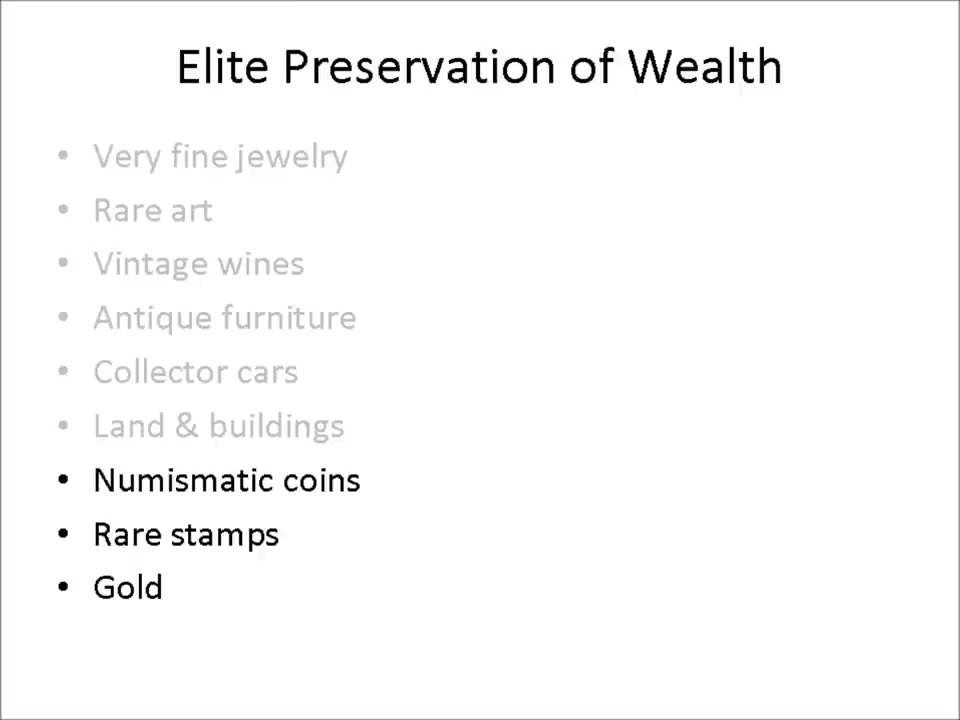 Elite Preservation of Wealth
• Very fine jewelry
• Rare art
• Vintage wines
• Antique furniture
• Collector cars
• Land & buildings
• Numismatic coins
• Rare stamps
• Gold